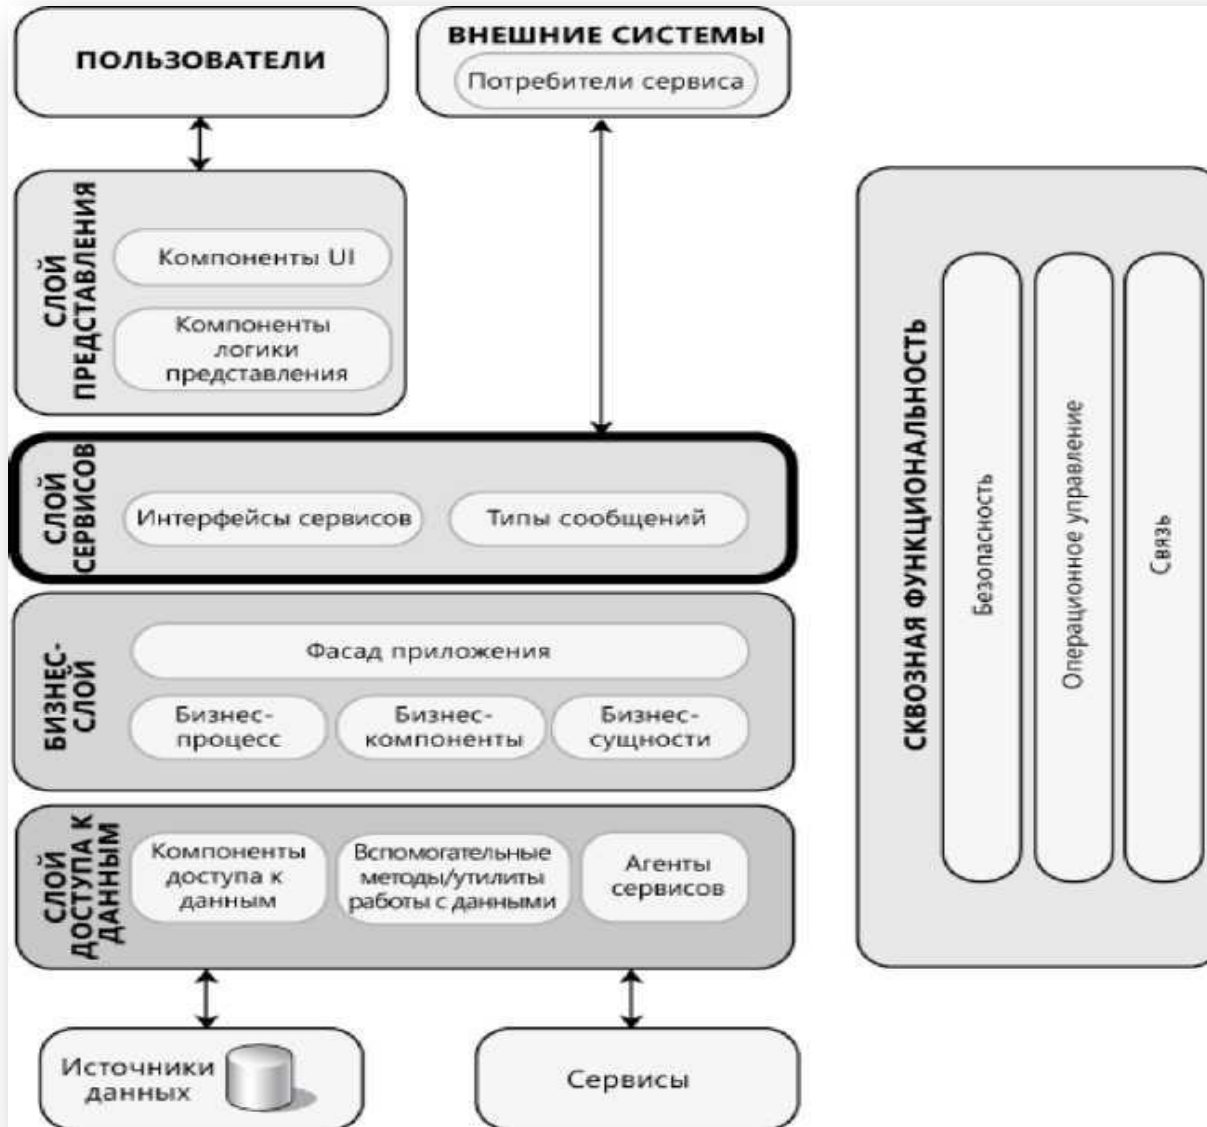 ПОЛЬЗОВАТЕЛИ
ВНЕШНИЕ СИСТЕМЫ
Потребители сервиса
СЛОЙ
ПРЕДСТАВЛЕНИЯ
Компоненты UI
Компоненты
логики
представления
СЛОЙ
СЕРВИСОВ
Интерфейсы сервисов
Типы сообщений
БИЗНЕС-
СЛОЙ
Фасад приложения
Бизнес-
процесс
Бизнес-
компоненты
Бизнес-
сущности
СЛОЙ
ДОСТУПА К
ДАННЫМ
Компоненты
доступа к
данным
Вспомогательные
методы/утилиты
работы с данными
Агенты
сервисов
Источники
данных
Сервисы
СКВОЗНАЯ ФУНКЦИОНАЛЬНОСТЬ
Безопасность
Операционное управление
Связь